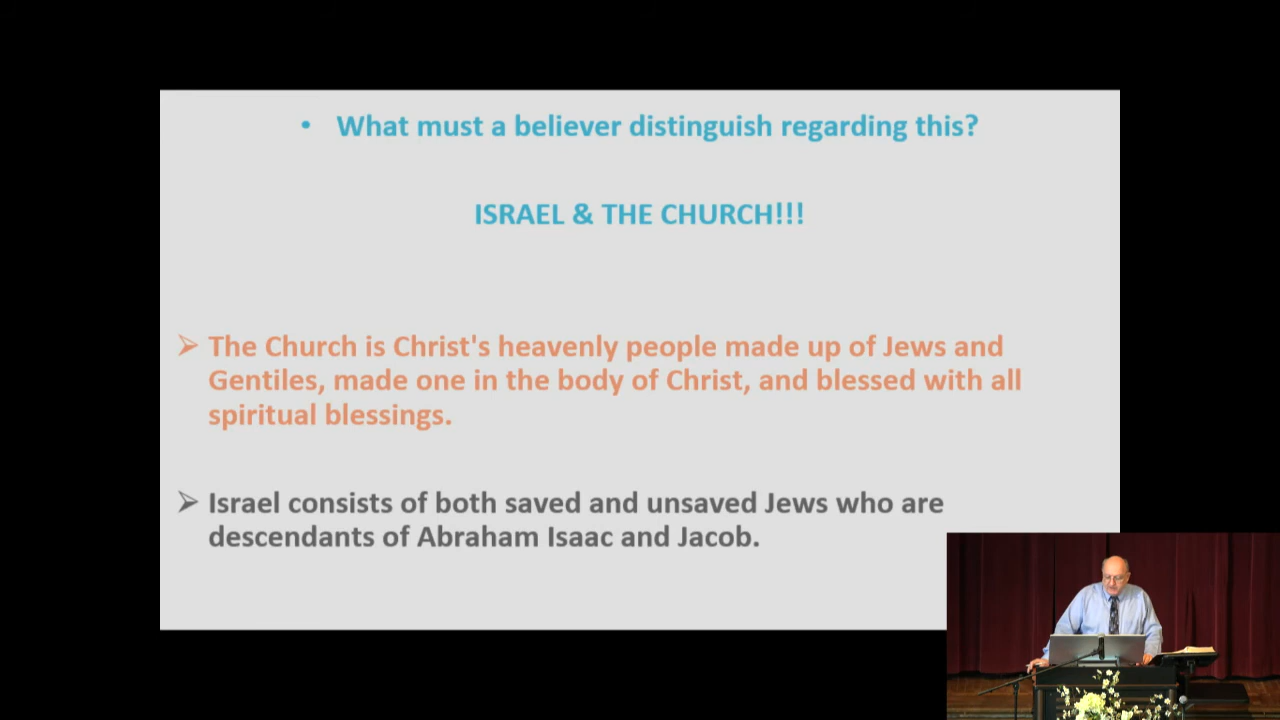 • What must a believer distinguish regarding this?
ISRAEL & THE CHURCH!!!
➢ The Church is Christ's heavenly people made up of Jews and
Gentiles, made one in the body of Christ, and blessed with all
spiritual blessings.
➢ Israel consists of both saved and unsaved Jews who are
descendants of Abraham Isaac and Jacob.